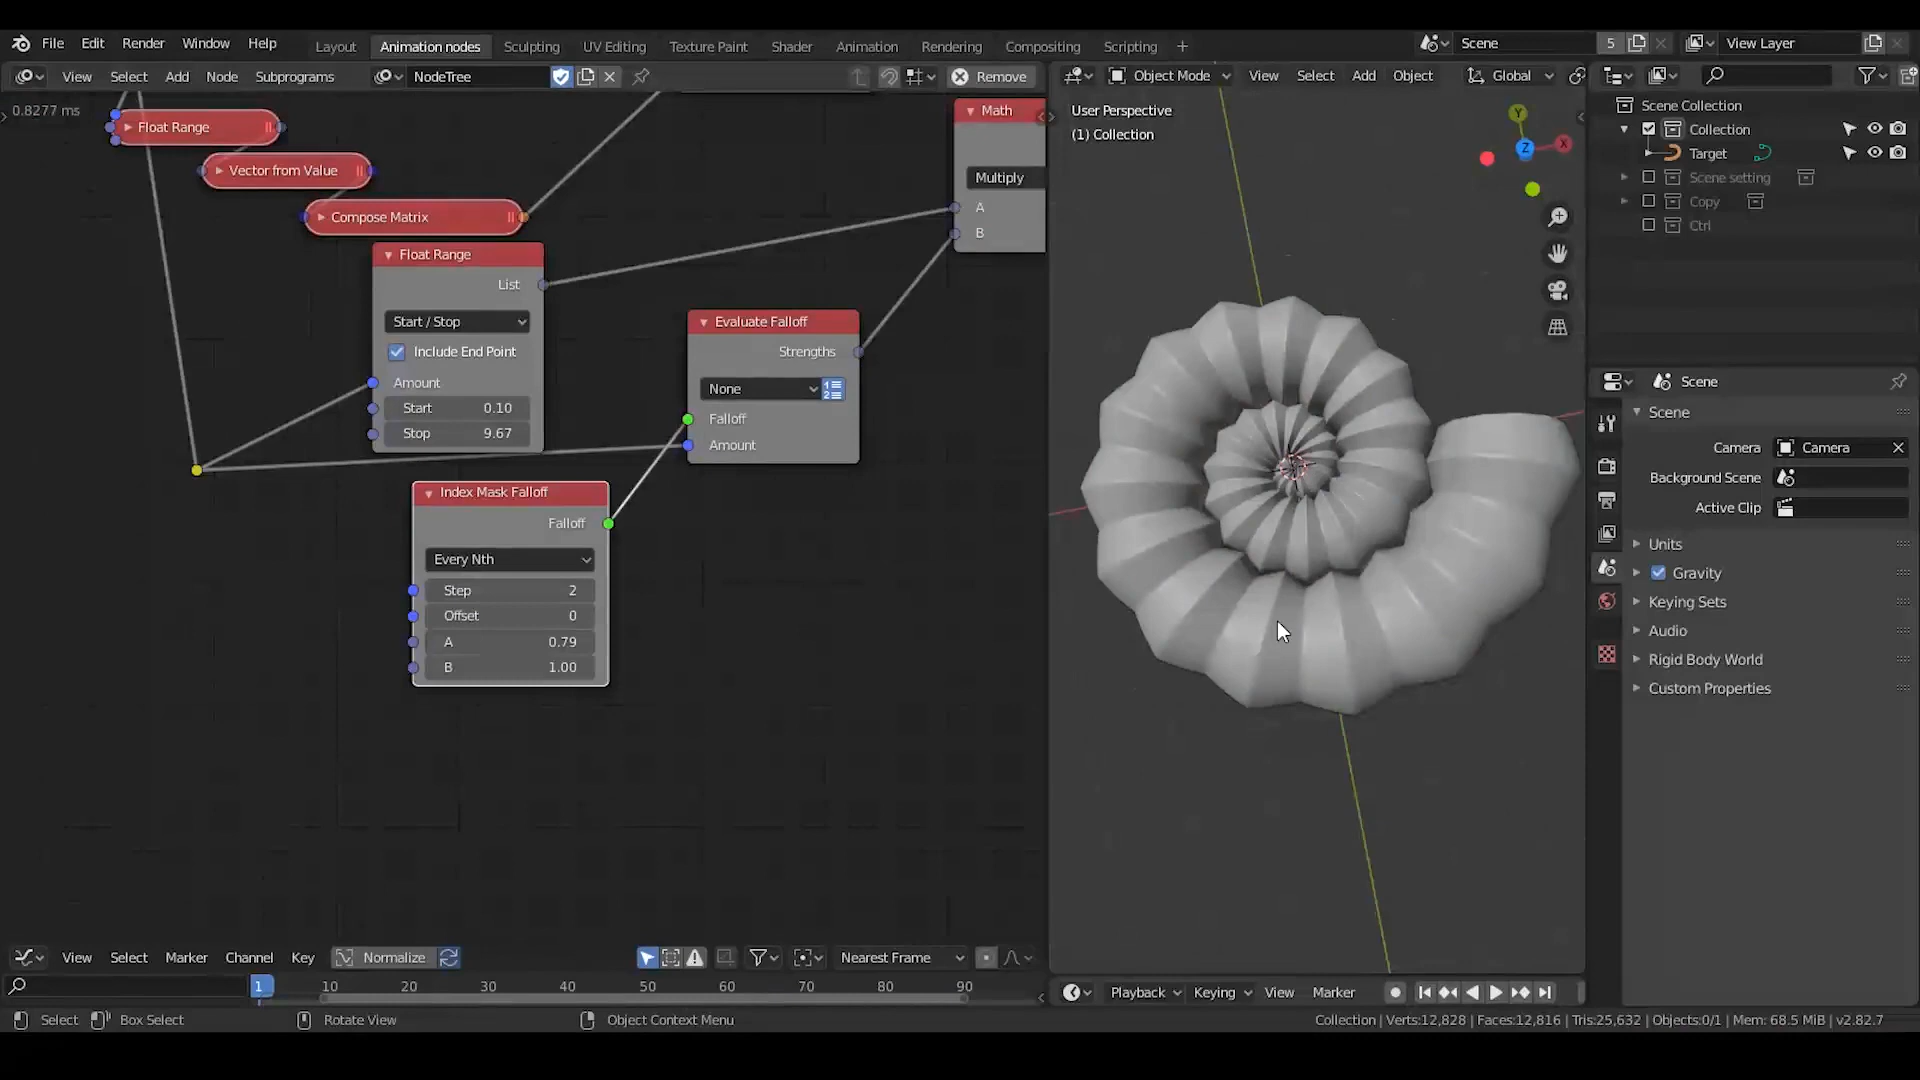 File Edit Render Window Help Layout Animation nodes Sculpting UV Editing Texture Paint Shader Animation Rendering Compositing Scripting + Scene 5 View Layer
View Select Add Node Subprograms NodeTree Remove
Object Mode View Select Add Object Global
0.8277 ms
Float Range
Vector from Value
Compose Matrix
Float Range
List
Start / Stop
Include End Point
Amount
Start 0.10
Stop 9.67
Evaluate Falloff
Strengths
None
Falloff
Amount
Math
Multiply
A
B
Index Mask Falloff
Falloff
Every Nth
Step 2
Offset 0
A 0.79
B 1.00
User Perspective
(1) Collection
Y
X
Z
Scene Collection
Collection
Target
Scene setting
Copy
Ctrl
Scene
Scene
Camera Camera
Background Scene
Active Clip
Units
Gravity
Keying Sets
Audio
Rigid Body World
Custom Properties
View Select Marker Channel Key Normalize Nearest Frame
1 10 20 30 40 50 60 70 80 90
Playback Keying View Marker
Select Box Select Rotate View Object Context Menu
Collection | Verts:12,828 | Faces:12,816 | Tris:25,632 | Objects:0/1 | Mem: 68.5 MiB | v2.82.7